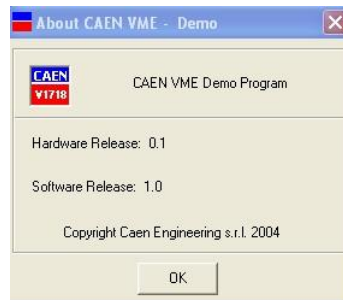 About CAEN VME - Demo
CAEN
V1718
CAEN VME Demo Program
Hardware Release: 0.1
Software Release: 1.0
Copyright Caen Engineering s.r.l. 2004
OK